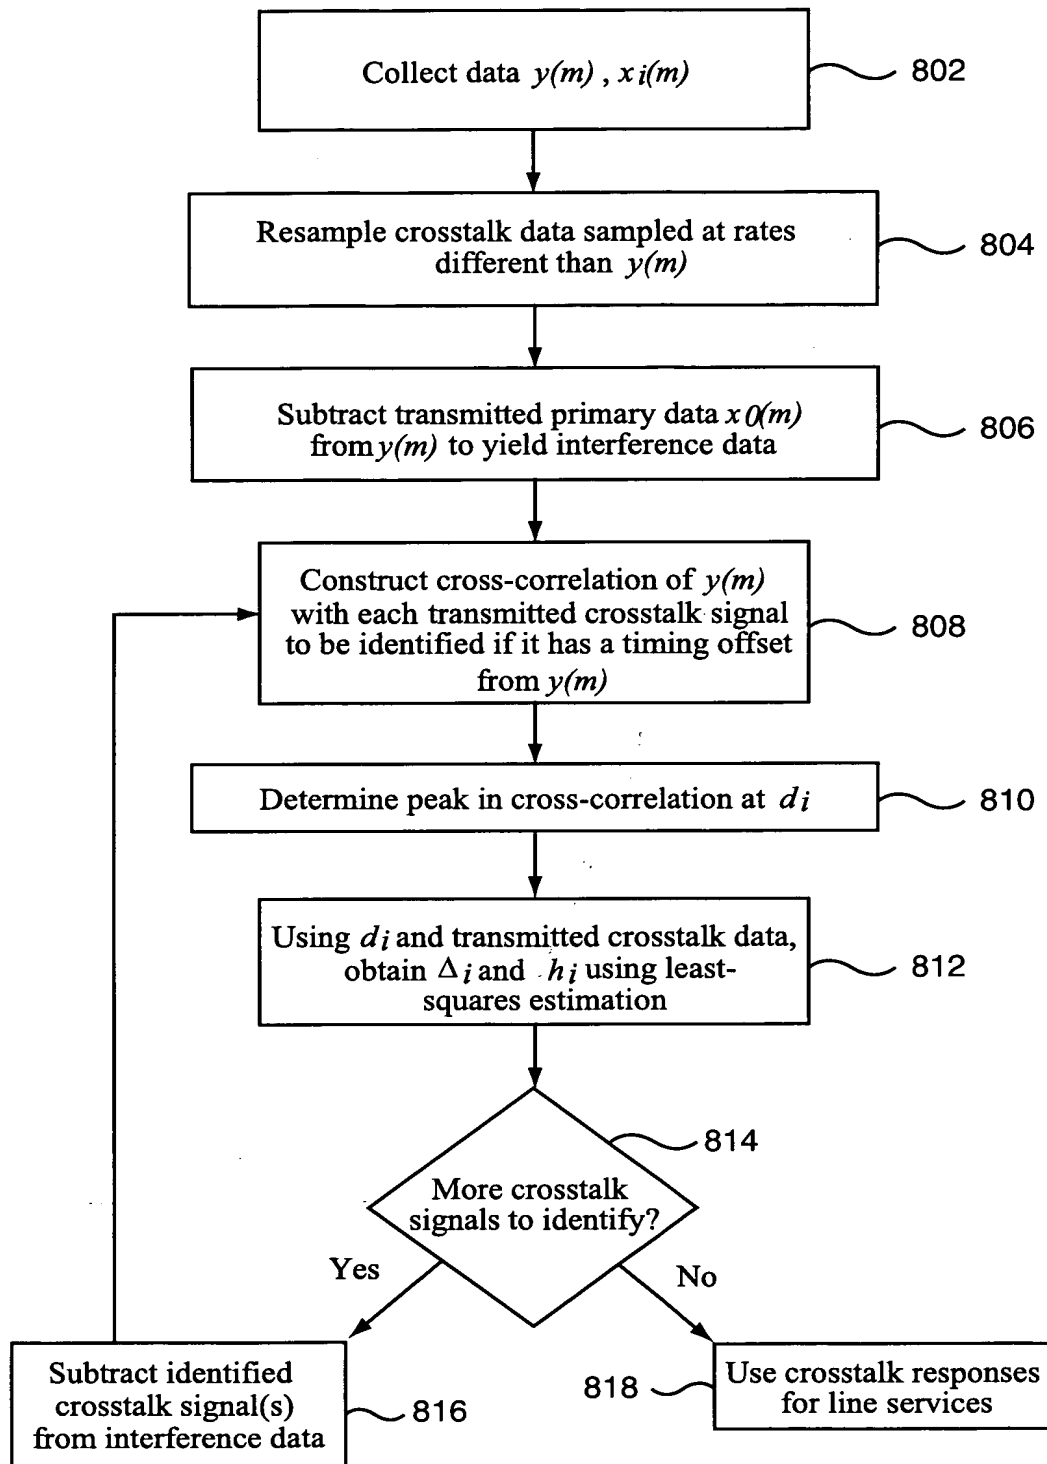 Collect data y(m) , xi(m)
802
Resample crosstalk data sampled at rates
different than y(m)
804
Subtract transmitted primary data x0(m)
from y(m) to yield interference data
806
Construct cross-correlation of y(m)
with each transmitted crosstalk signal
to be identified if it has a timing offset
from y(m)
808
Determine peak in cross-correlation at di
810
Using di and transmitted crosstalk data,
obtain Δi and hi using least-
squares estimation
812
814
More crosstalk
signals to identify?
Yes
No
Subtract identified
crosstalk signal(s)
from interference data
816
818
Use crosstalk responses
for line services